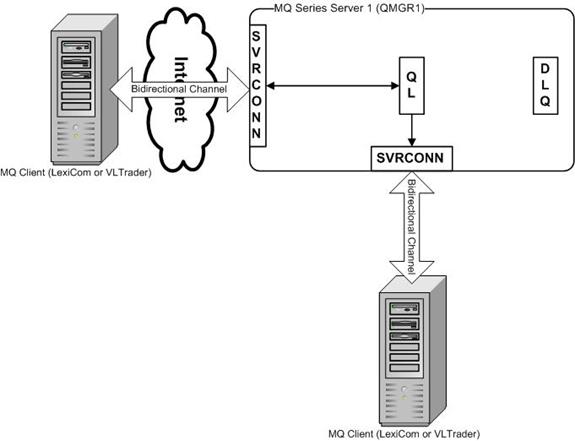 MQ Series Server 1 (QMGR1)
SVRCONN
Internet
Bidirectional Channel
QL
DLQ
MQ Client (LexiCom or VLTrader)
SVRCONN
Bidirectional Channel
MQ Client (LexiCom or VLTrader)